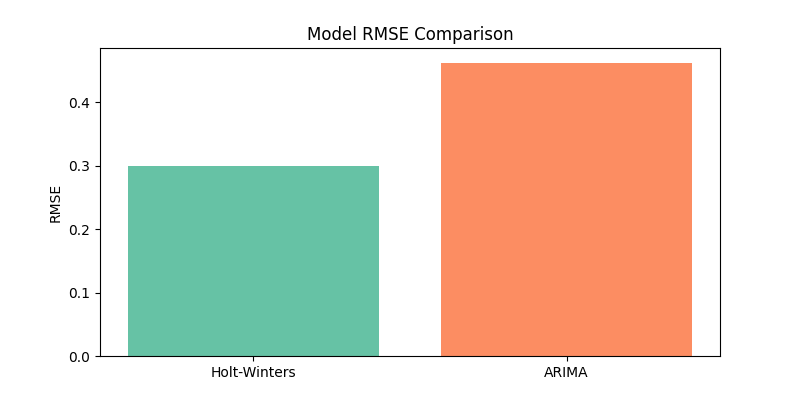 Model RMSE Comparison
RMSE
0.4
0.3
0.2
0.1
0.0
Holt-Winters
ARIMA